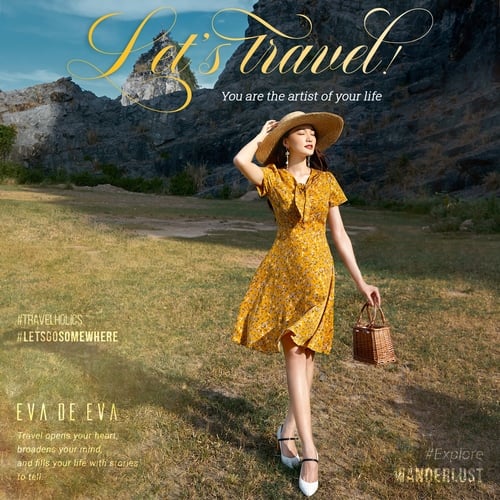 Let's travel!
You are the artist of your life
#TRAVELHOLICS
#LETSGOSOMEWHERE
EVA DE EVA
Travel opens your heart,
broadens your mind,
and fills your life with stories
to tell.
#Explore
WANDERLUST